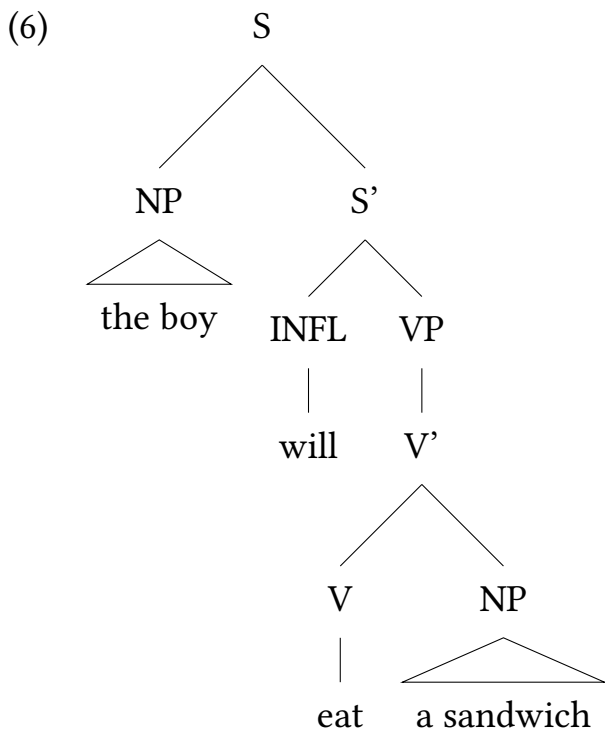 (6) S
NP S’
the boy
INFL VP
will V’
V NP
eat a sandwich